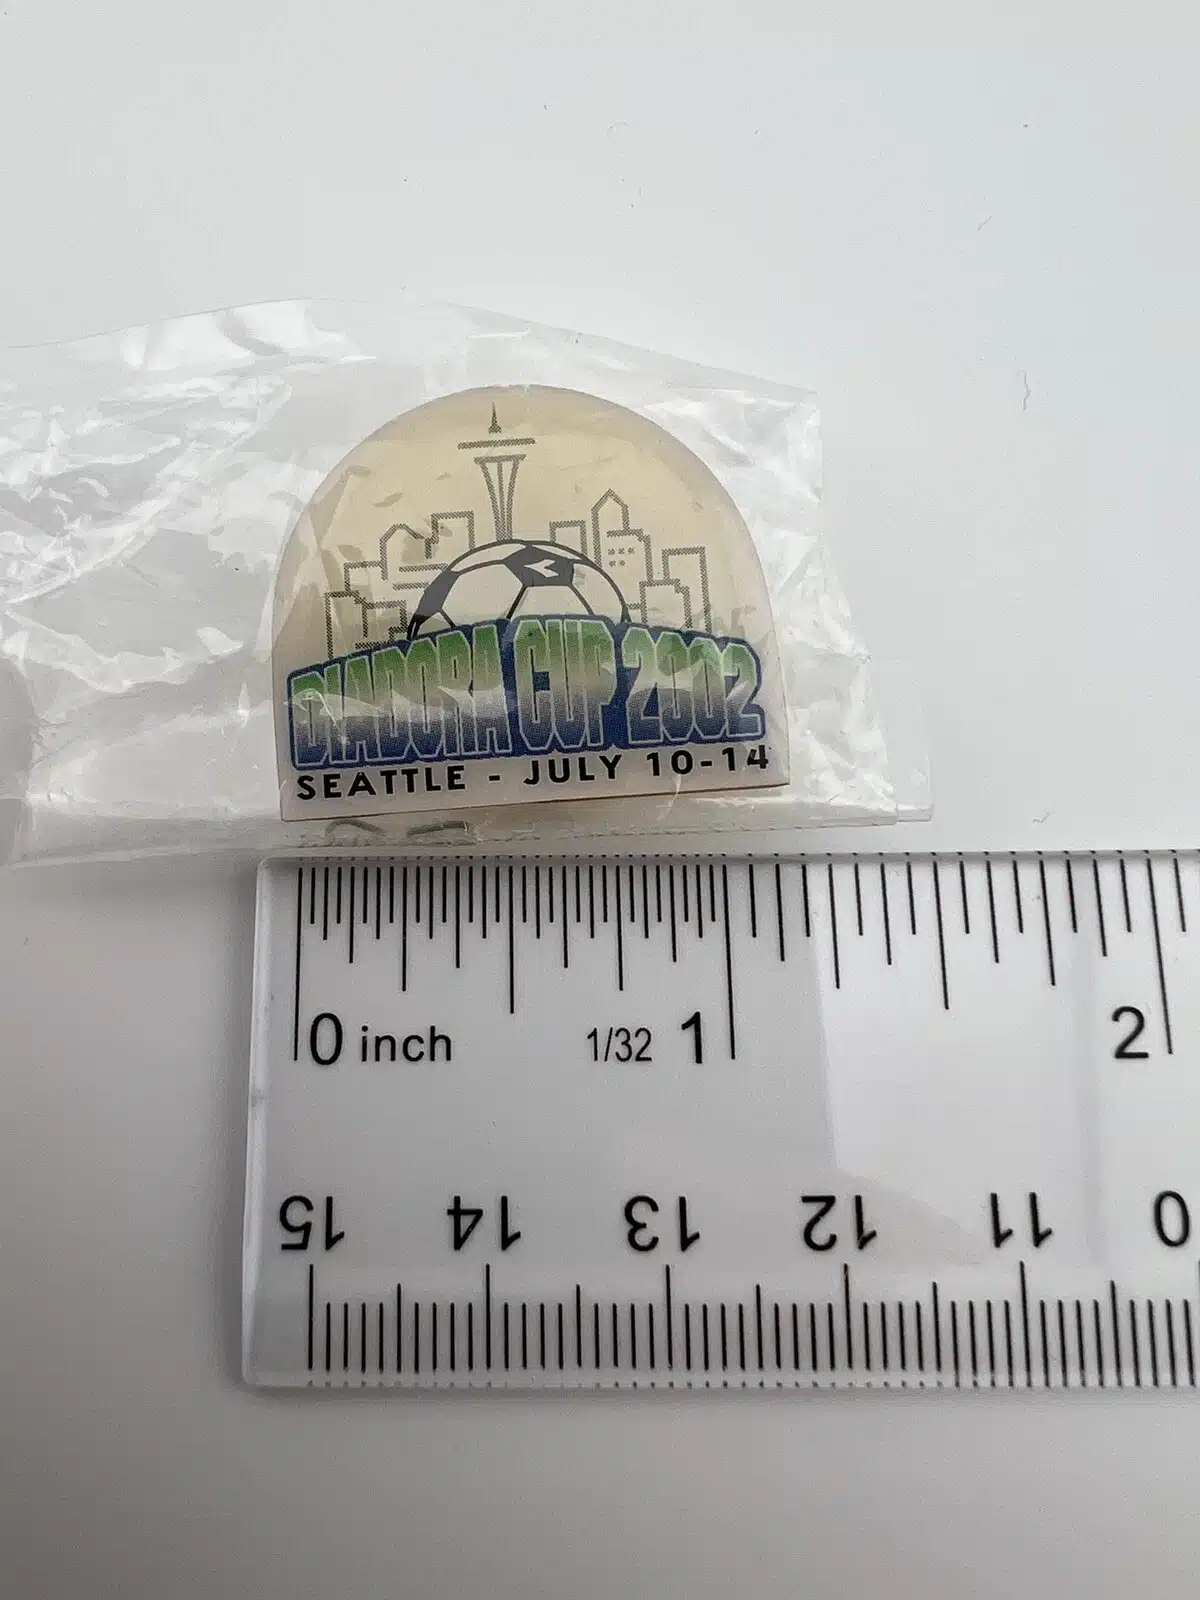 DIADORA CUP 2002
SEATTLE - JULY 10-14
0 inch 1/32 1 2
15 14 13 12 11 0